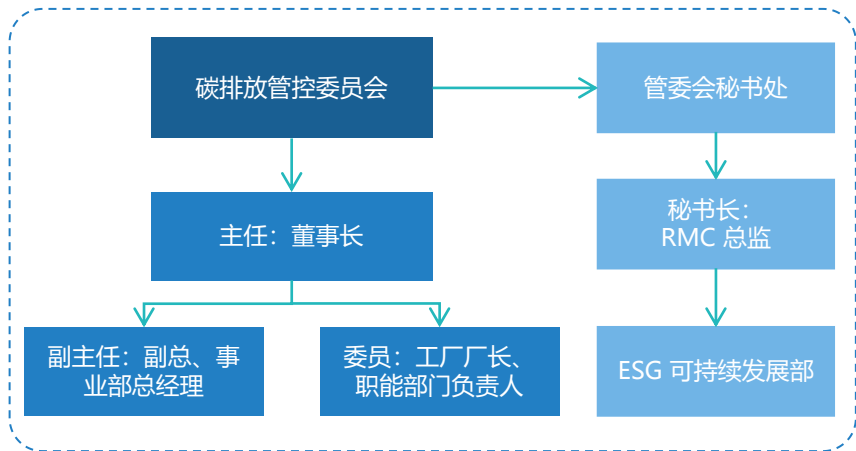 碳排放管控委员会
管委会秘书处
主任：董事长
秘书长：
RMC 总监
副主任：副总、事
业部总经理
委员：工厂厂长、
职能部门负责人
ESG 可持续发展部